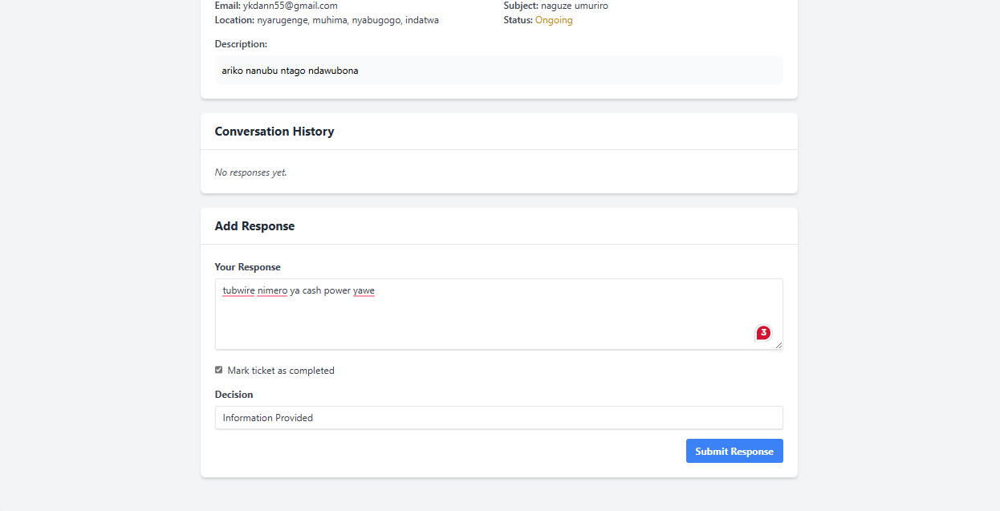 Email: ykdann55@gmail.com
Subject: naguze umuriro
Location: nyarugenge, muhima, nyabugogo, indatwa
Status: Ongoing
Description:
ariko nanubu ntago ndawubona
Conversation History
No responses yet.
Add Response
Your Response
tubwire nimero ya cash power yawe
3
Mark ticket as completed
Decision
Information Provided
Submit Response